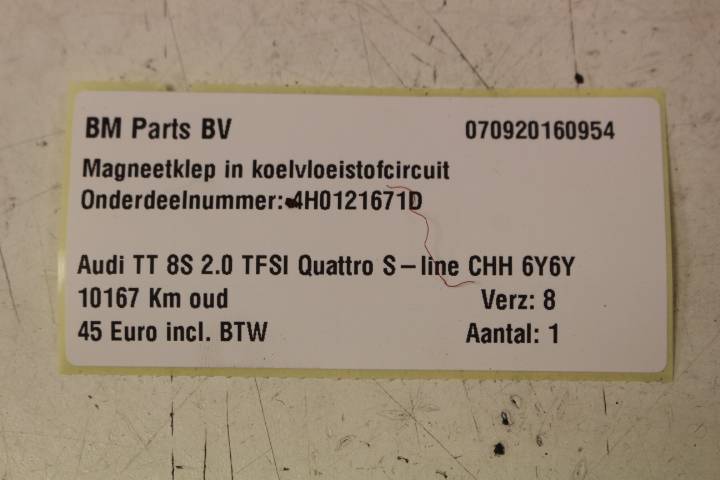 BM Parts BV 070920160954
Magneetklep in koelvloeistofcircuit
Onderdeelnummer: 4H0121671D
Audi TT 8S 2.0 TFSI Quattro S-line CHH 6Y6Y
10167 Km oud Verz: 8
45 Euro incl. BTW Aantal: 1